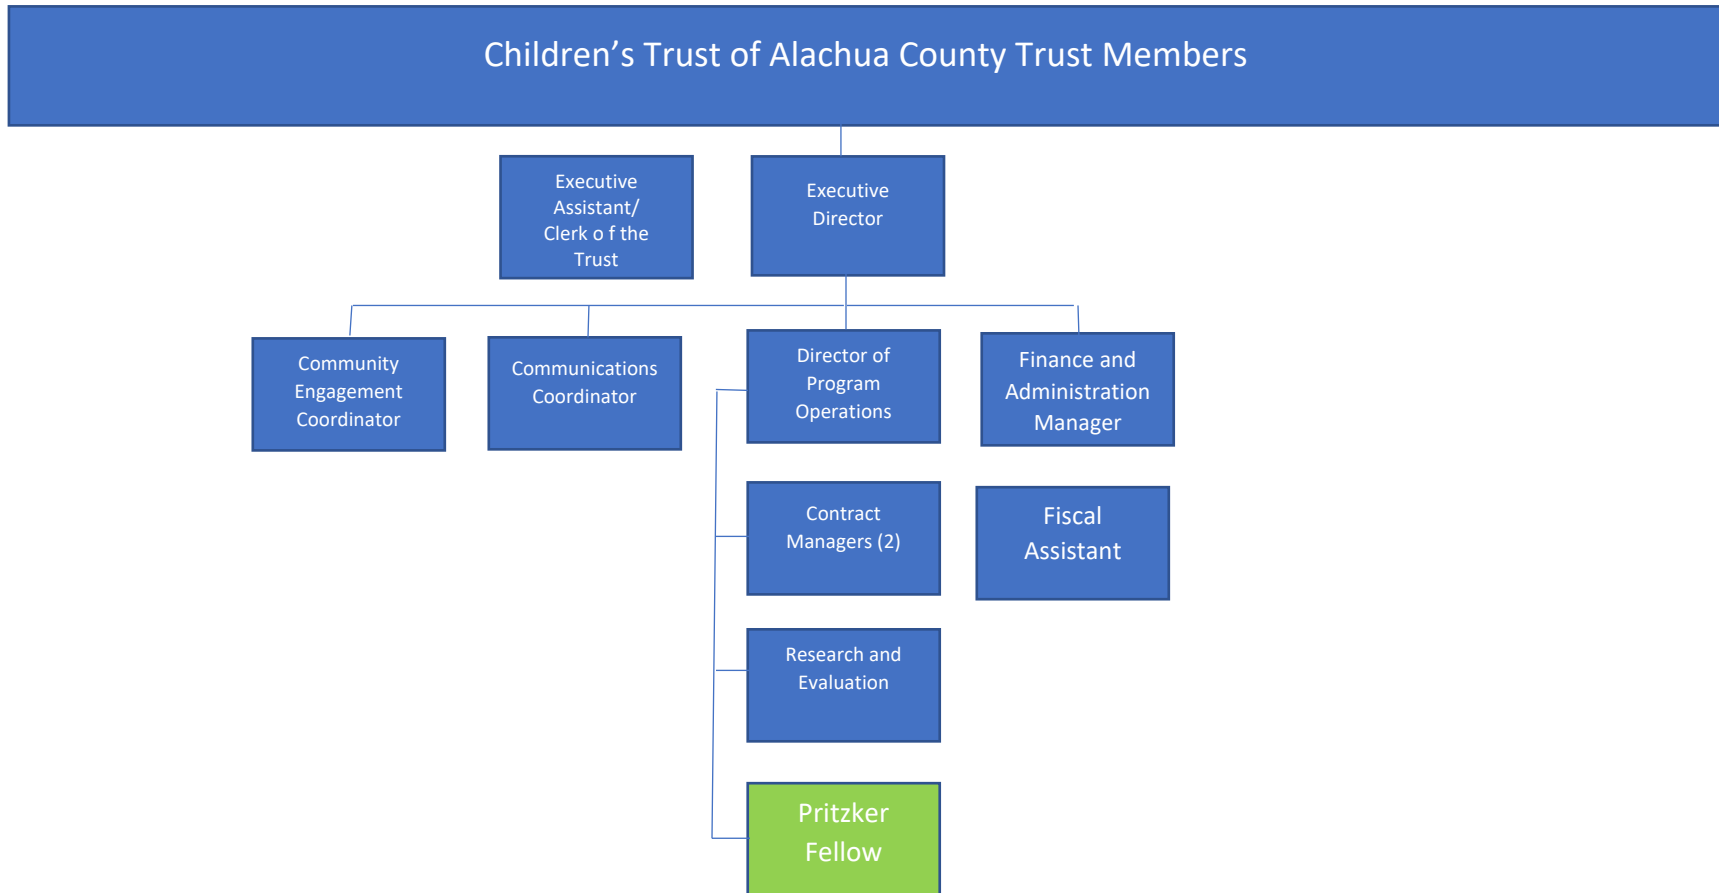 Children’s Trust of Alachua County Trust Members
Executive
Assistant/
Clerk o f the
Trust
Executive
Director
Community
Engagement
Coordinator
Communications
Coordinator
Director of
Program
Operations
Finance and
Administration
Manager
Contract
Managers (2)
Fiscal
Assistant
Research and
Evaluation
Pritzker
Fellow